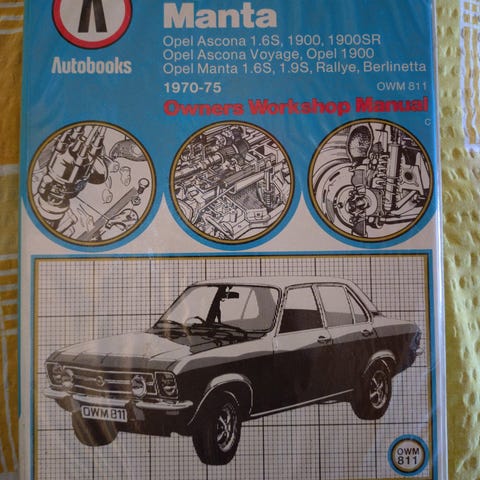 Manta
Opel Ascona 1.6S, 1900, 1900SR
Opel Ascona Voyage, Opel 1900
Opel Manta 1.6S, 1.9S, Rallye, Berlinetta
Autobooks
1970-75
OWM 811
Owners Workshop Manual
C
OWM 811
OWM
811